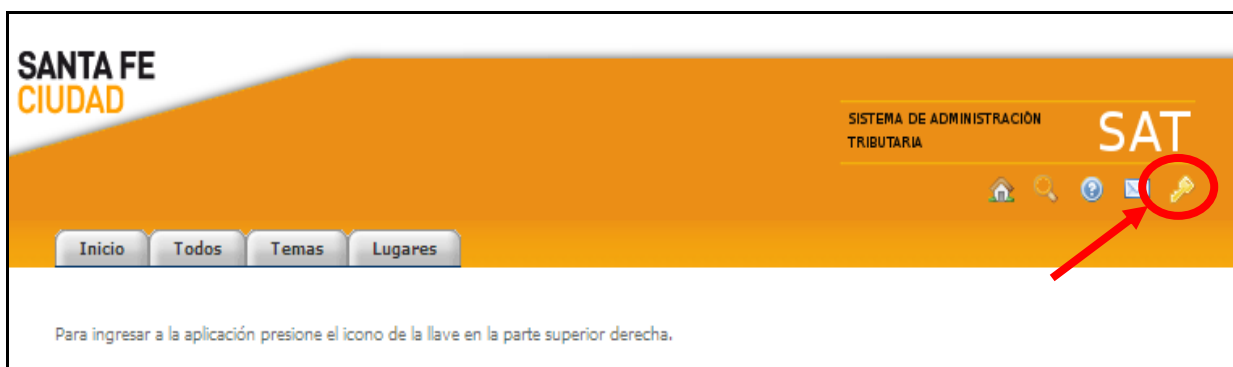 SANTA FE
CIUDAD
SISTEMA DE ADMINISTRACIÓN
TRIBUTARIA
SAT
Inicio
Todos
Temas
Lugares
Para ingresar a la aplicación presione el icono de la llave en la parte superior derecha.